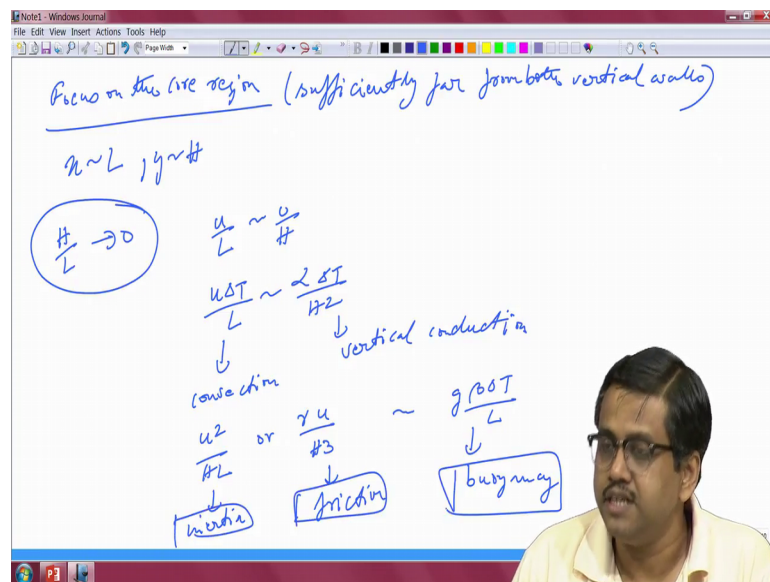 Note1 - Windows Journal
File Edit View Insert Actions Tools Help
Page Width
Focus on the core region (sufficiently far from both vertical walls)
x ~ L , y ~ H
H/L → 0
u/L ~ v/H
uΔT/L ~ αΔT/H2
↓ ↓
convection vertical conduction
u2/HL or γu/H3 ~ gβΔT/L
↓ ↓ ↓
inertia friction buoyancy